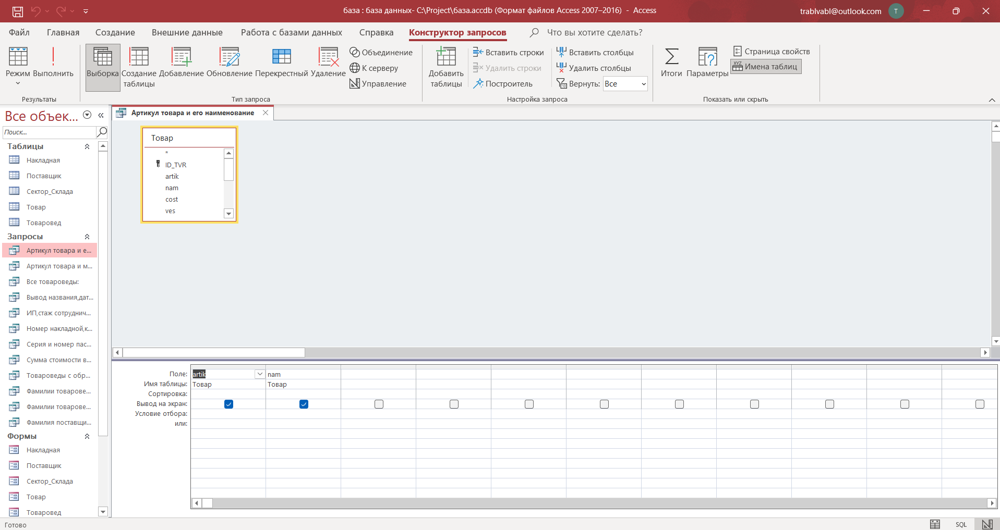 база : база данных- C:\Project\база.accdb (Формат файлов Access 2007–2016) - Access
trablvabl@outlook.com
T
Файл
Главная
Создание
Внешние данные
Работа с базами данных
Справка
Конструктор запросов
Что вы хотите сделать?
Режим
Выполнить
Результаты
Выборка
Создание таблицы
Добавление
Обновление
Перекрестный
Удаление
Объединение
К серверу
Управление
Тип запроса
Добавить таблицы
Вставить строки
Удалить строки
Построитель
Вставить столбцы
Удалить столбцы
Вернуть: Все
Настройка запроса
Итоги
Параметры
Страница свойств
XYZ Имена таблиц
Показать или скрыть
Все объек...
Поиск...
Таблицы
Накладная
Поставщик
Сектор_Склада
Товар
Товаровед
Запросы
Артикул товара и е...
Артикул товара и м...
Все товароведы:
Вывод названия,дат...
ИП,стаж сотруднич...
Номер накладной,к...
Серия и номер пас...
Сумма стоимости в...
Товароведы с обр...
Фамилии товарове...
Фамилии товарове...
Фамилия поставщи...
Формы
Накладная
Поставщик
Сектор_Склада
Товар
Товаровед
Артикул товара и его наименование
Товар
*
ID_TVR
artik
nam
cost
ves
Поле: artik nam
Имя таблицы: Товар Товар
Сортировка:
Вывод на экран:
Условие отбора:
или:
Готово
SQL